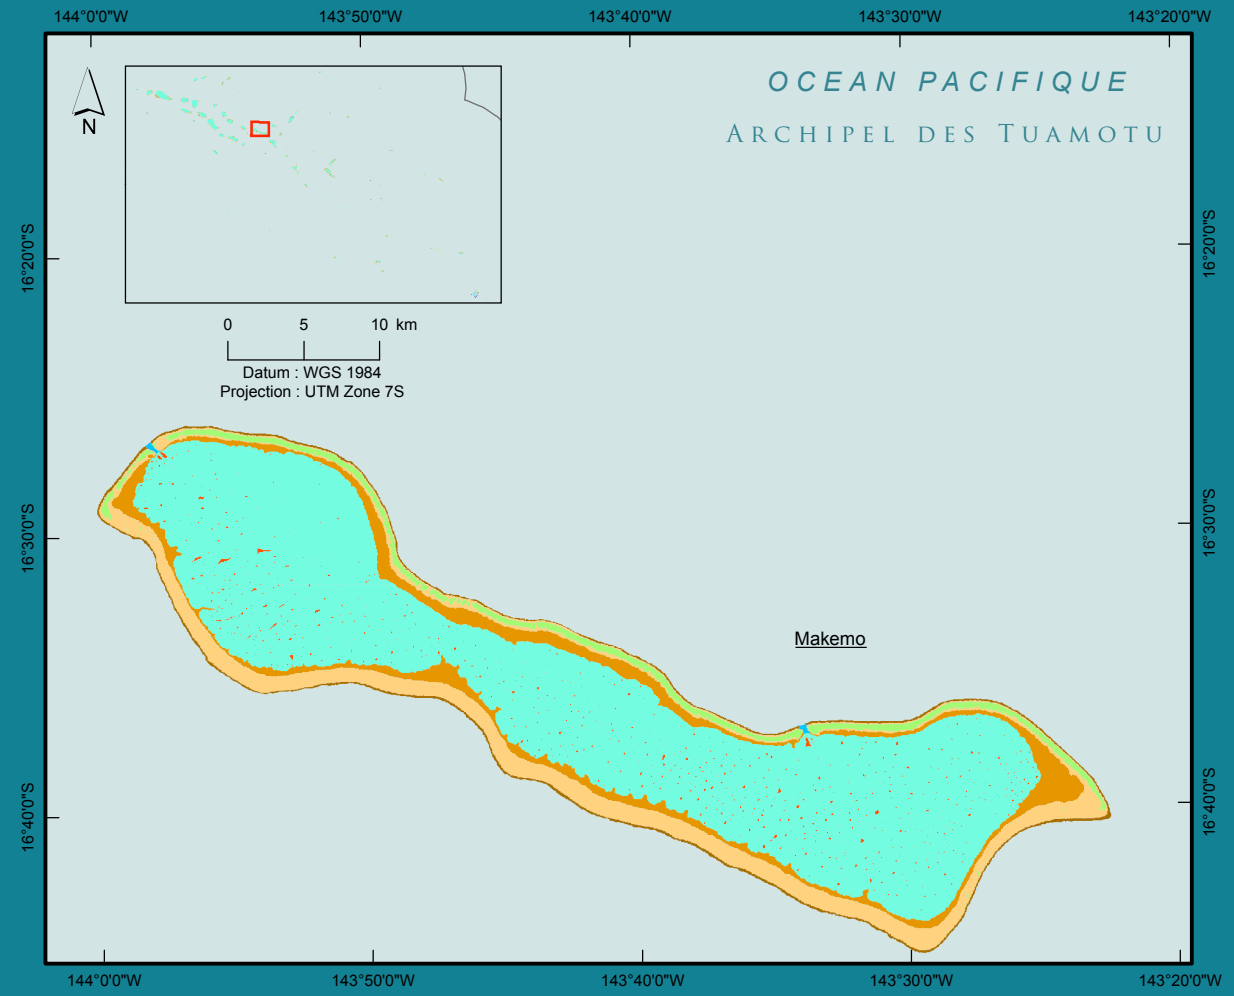 144°0'0"W 143°50'0"W 143°40'0"W 143°30'0"W 143°20'0"W
OCEAN PACIFIQUE
ARCHIPEL DES TUAMOTU
N
16°20'0"S 16°20'0"S
0 5 10 km
Datum : WGS 1984
Projection : UTM Zone 7S
16°30'0"S 16°30'0"S
Makemo
16°40'0"S 16°40'0"S
144°0'0"W 143°50'0"W 143°40'0"W 143°30'0"W 143°20'0"W